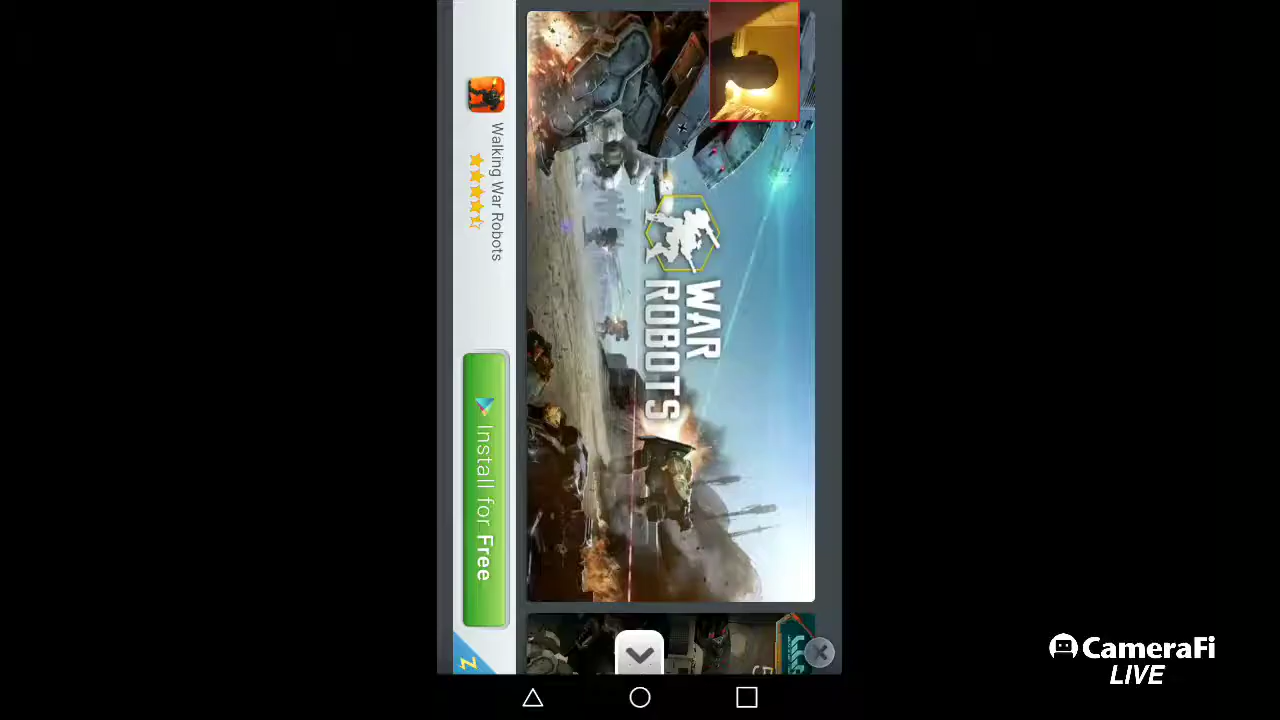 WAR
ROBOTS
Walking War Robots
Install for Free
CameraFi
LIVE